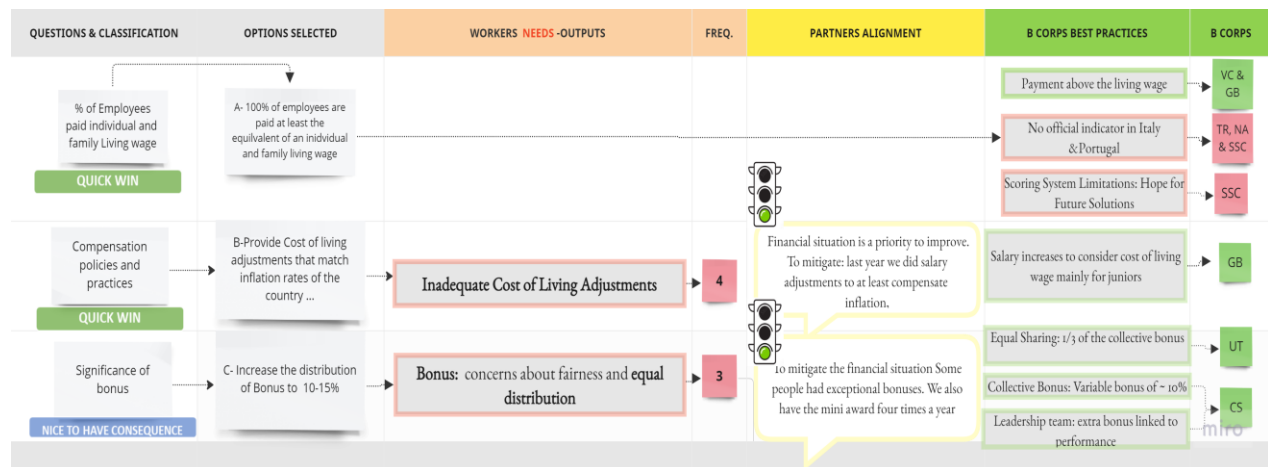 QUESTIONS & CLASSIFICATION
OPTIONS SELECTED
WORKERS NEEDS -OUTPUTS
FREQ.
PARTNERS ALIGNMENT
B CORPS BEST PRACTICES
B CORPS
% of Employees
paid individual and
family Living wage
QUICK WIN
A- 100% of employees are
paid at least the
equilvalent of an inidvidual
and family living wage
Payment above the living wage
VC &
GB
No official indicator in Italy
&Portugal
TR, NA
& SSC
Scoring System Limitations: Hope for
Future Solutions
SSC
Compensation
policies and
practices
QUICK WIN
B-Provide Cost of living
adjustments that match
inflation rates of the
country ...
Inadequate Cost of Living Adjustments
4
Financial situation is a priority to improve.
To mitigate: last year we did salary
adjustments to at least compensate
inflation.
Salary increases to consider cost of living
wage mainly for juniors
GB
Significance of
bonus
NICE TO HAVE CONSEQUENCE
C- Increase the distribution
of Bonus to 10-15%
Bonus: concerns about fairness and equal
distribution
3
To mitigate the financial situation Some
people had exceptional bonuses. We also
have the mini award four times a year
Equal Sharing: 1/3 of the collective bonus
UT
Collective Bonus: Variable bonus of ~ 10%
Leadership team: extra bonus linked to
performance
CS
miro